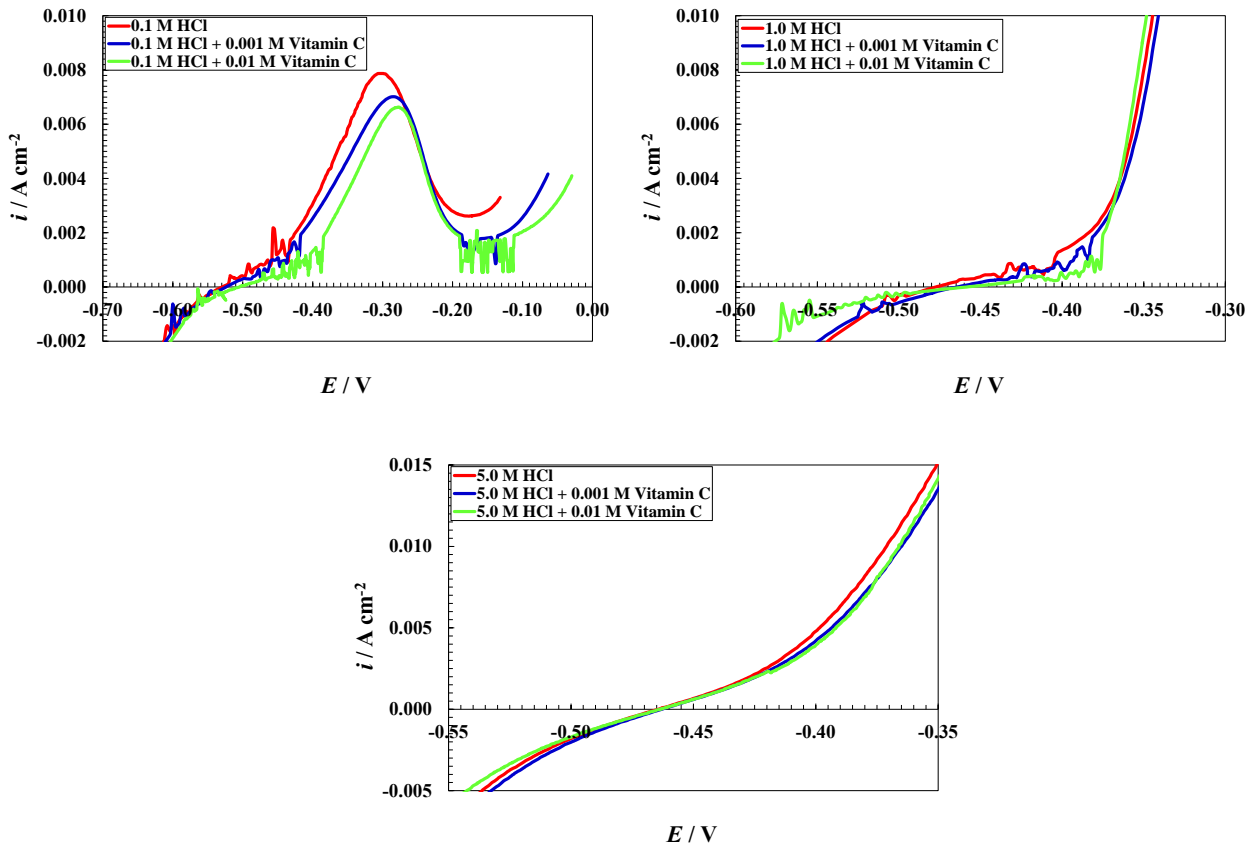 0.010
0.008
0.006
0.004
0.002
0.000
-0.002
-0.70
-0.60
-0.50
-0.40
-0.30
-0.20
-0.10
0.00
i / A cm-2
E / V
0.1 M HCl
0.1 M HCl + 0.001 M Vitamin C
0.1 M HCl + 0.01 M Vitamin C
0.010
0.008
0.006
0.004
0.002
0.000
-0.002
-0.60
-0.55
-0.50
-0.45
-0.40
-0.35
-0.30
i / A cm-2
E / V
1.0 M HCl
1.0 M HCl + 0.001 M Vitamin C
1.0 M HCl + 0.01 M Vitamin C
0.015
0.010
0.005
0.000
-0.005
-0.55
-0.50
-0.45
-0.40
-0.35
i / A cm-2
E / V
5.0 M HCl
5.0 M HCl + 0.001 M Vitamin C
5.0 M HCl + 0.01 M Vitamin C